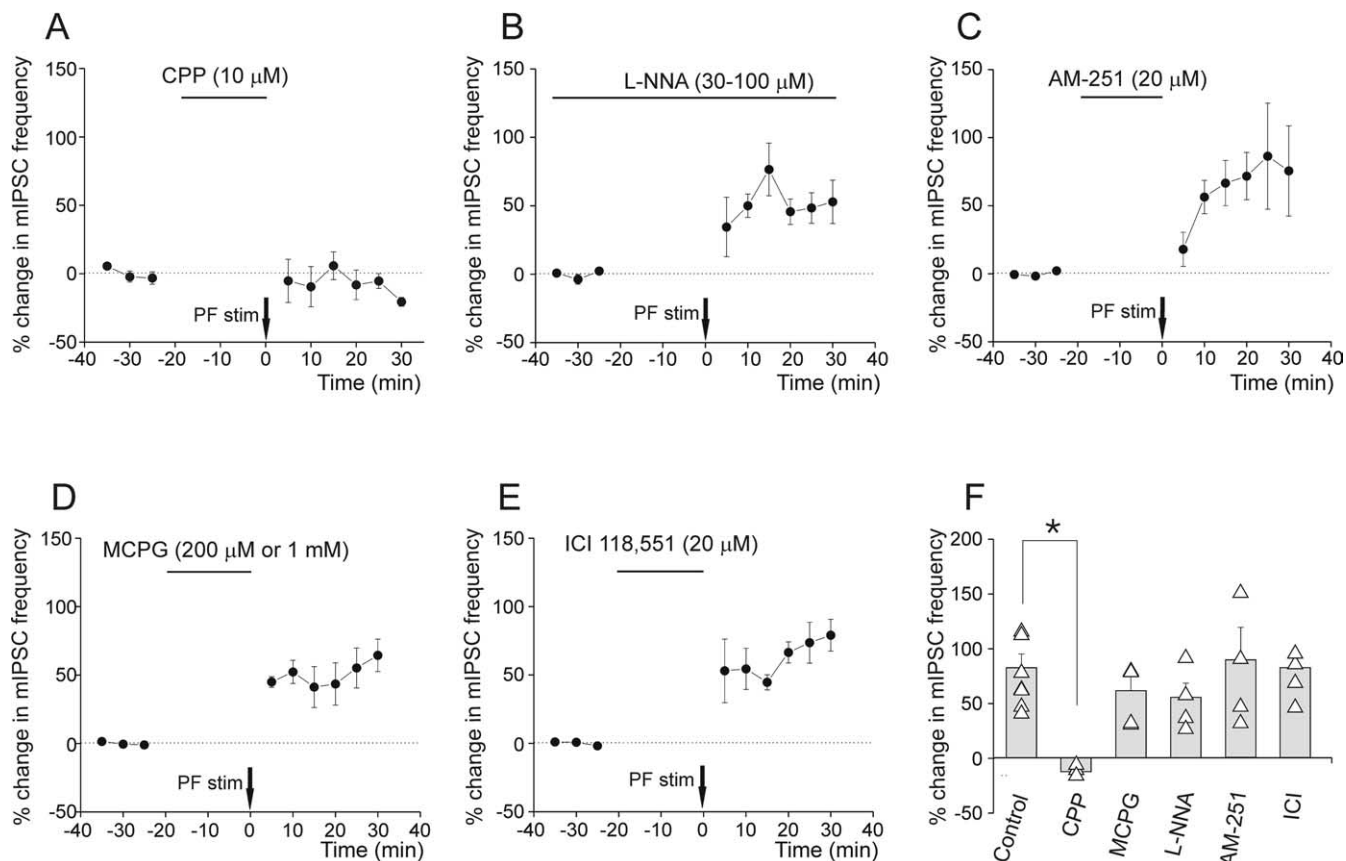 A
% change in mIPSC frequency
150
100
50
0
-50
CPP (10 μM)
PF stim
-40 -30 -20 -10 0 10 20 30
Time (min)
B
% change in mIPSC frequency
150
100
50
0
-50
L-NNA (30-100 μM)
PF stim
-40 -30 -20 -10 0 10 20 30 40
Time (min)
C
% change in mIPSC frequency
150
100
50
0
-50
AM-251 (20 μM)
PF stim
-40 -30 -20 -10 0 10 20 30 40
Time (min)
D
% change in mIPSC frequency
150
100
50
0
-50
MCPG (200 μM or 1 mM)
PF stim
-40 -30 -20 -10 0 10 20 30 40
Time (min)
E
% change in mIPSC frequency
150
100
50
0
-50
ICI 118,551 (20 μM)
PF stim
-40 -30 -20 -10 0 10 20 30 40
Time (min)
F
% change in mIPSC frequency
200
150
100
50
0
-50
*
Control
CPP
MCPG
L-NNA
AM-251
ICI